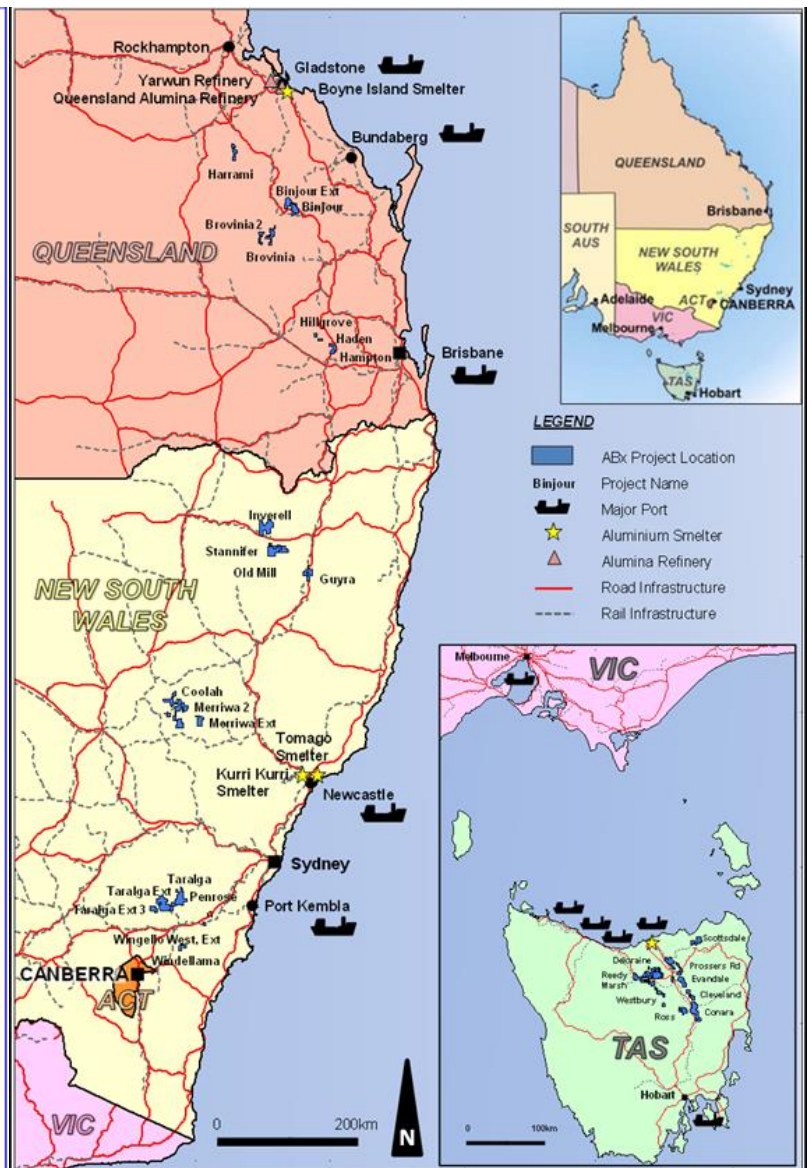 Rockhampton
Gladstone
Yarwun Refinery
Queensland Alumina Refinery
Boyne Island Smelter
Bundaberg
Harrami
Binjour Ext
Binjour
Brovinia 2
Brovinia
QUEENSLAND
Hillgrove
Haden
Hampton
Brisbane
Inverell
Stannifer
Old Mill
Guyra
NEW SOUTH
WALES
Coolah
Merriwa 2
Merriwa Ext
Tomago
Smelter
Kurri Kurri
Smelter
Newcastle
Sydney
Taralga
Taralga Ext
Penrose
Taralga Ext 3
Port Kembla
Wingello West, Ext
Windellama
CANBERRA
ACT
VIC
0
200km
N
QUEENSLAND
Brisbane
SOUTH
AUS
NEW SOUTH
WALES
Sydney
Adelaide
ACT
CANBERRA
VIC
Melbourne
TAS
Hobart
LEGEND
ABx Project Location
Binjour Project Name
Major Port
Aluminium Smelter
Alumina Refinery
Road Infrastructure
Rail Infrastructure
Melbourne
VIC
Scottsdale
Deloraine
Prossers Rd
Reedy
Marsh
Evandale
Westbury
Cleveland
Ross
Conara
TAS
Hobart
0
100km